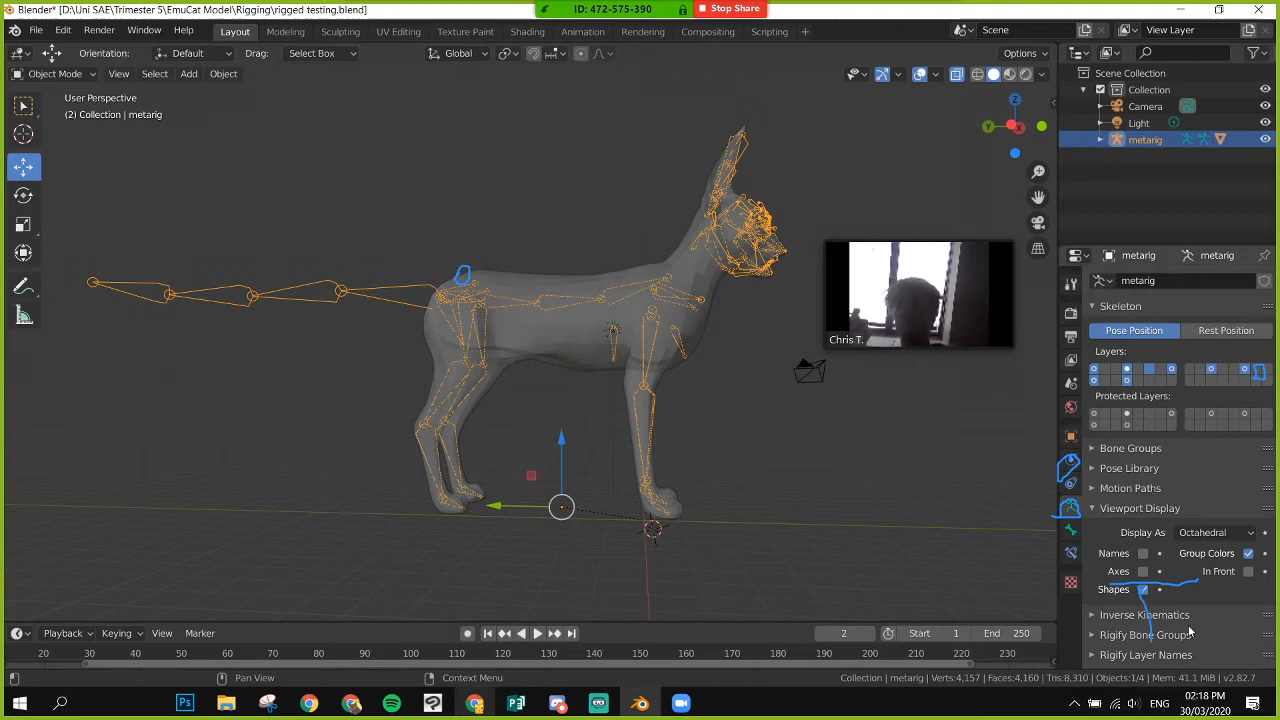 Blender* [D:\Uni SAE\Trimester 5\EmuCat Model\Rigging\rigged testing.blend]
ID: 472-575-390
Stop Share
File Edit Render Window Help
Layout Modeling Sculpting UV Editing Texture Paint Shading Animation Rendering Compositing Scripting +
Scene
View Layer
Orientation: Default Drag: Select Box
Global
Options
Object Mode View Select Add Object
User Perspective
(2) Collection | metarig
Z
Y
X
Chris T.
Scene Collection
Collection
Camera
Light
metarig
metarig metarig
metarig
Skeleton
Pose Position Rest Position
Layers:
Protected Layers:
Bone Groups
Pose Library
Motion Paths
Viewport Display
Display As Octahedral
Names Group Colors
Axes In Front
Shapes
Inverse Kinematics
Rigify Bone Groups
Rigify Layer Names
Playback Keying View Marker
2 Start 1 End 250
20 30 40 50 60 70 80 90 100 110 120 130 140 150 160 170 180 190 200 210 220 230 240 250
Pan View Context Menu
Collection | metarig | Verts:4,157 | Faces:4,160 | Tris:8,310 | Objects:1/4 | Mem: 41.1 MiB | v2.82.7
Ps
ENG
02:18 PM
30/03/2020